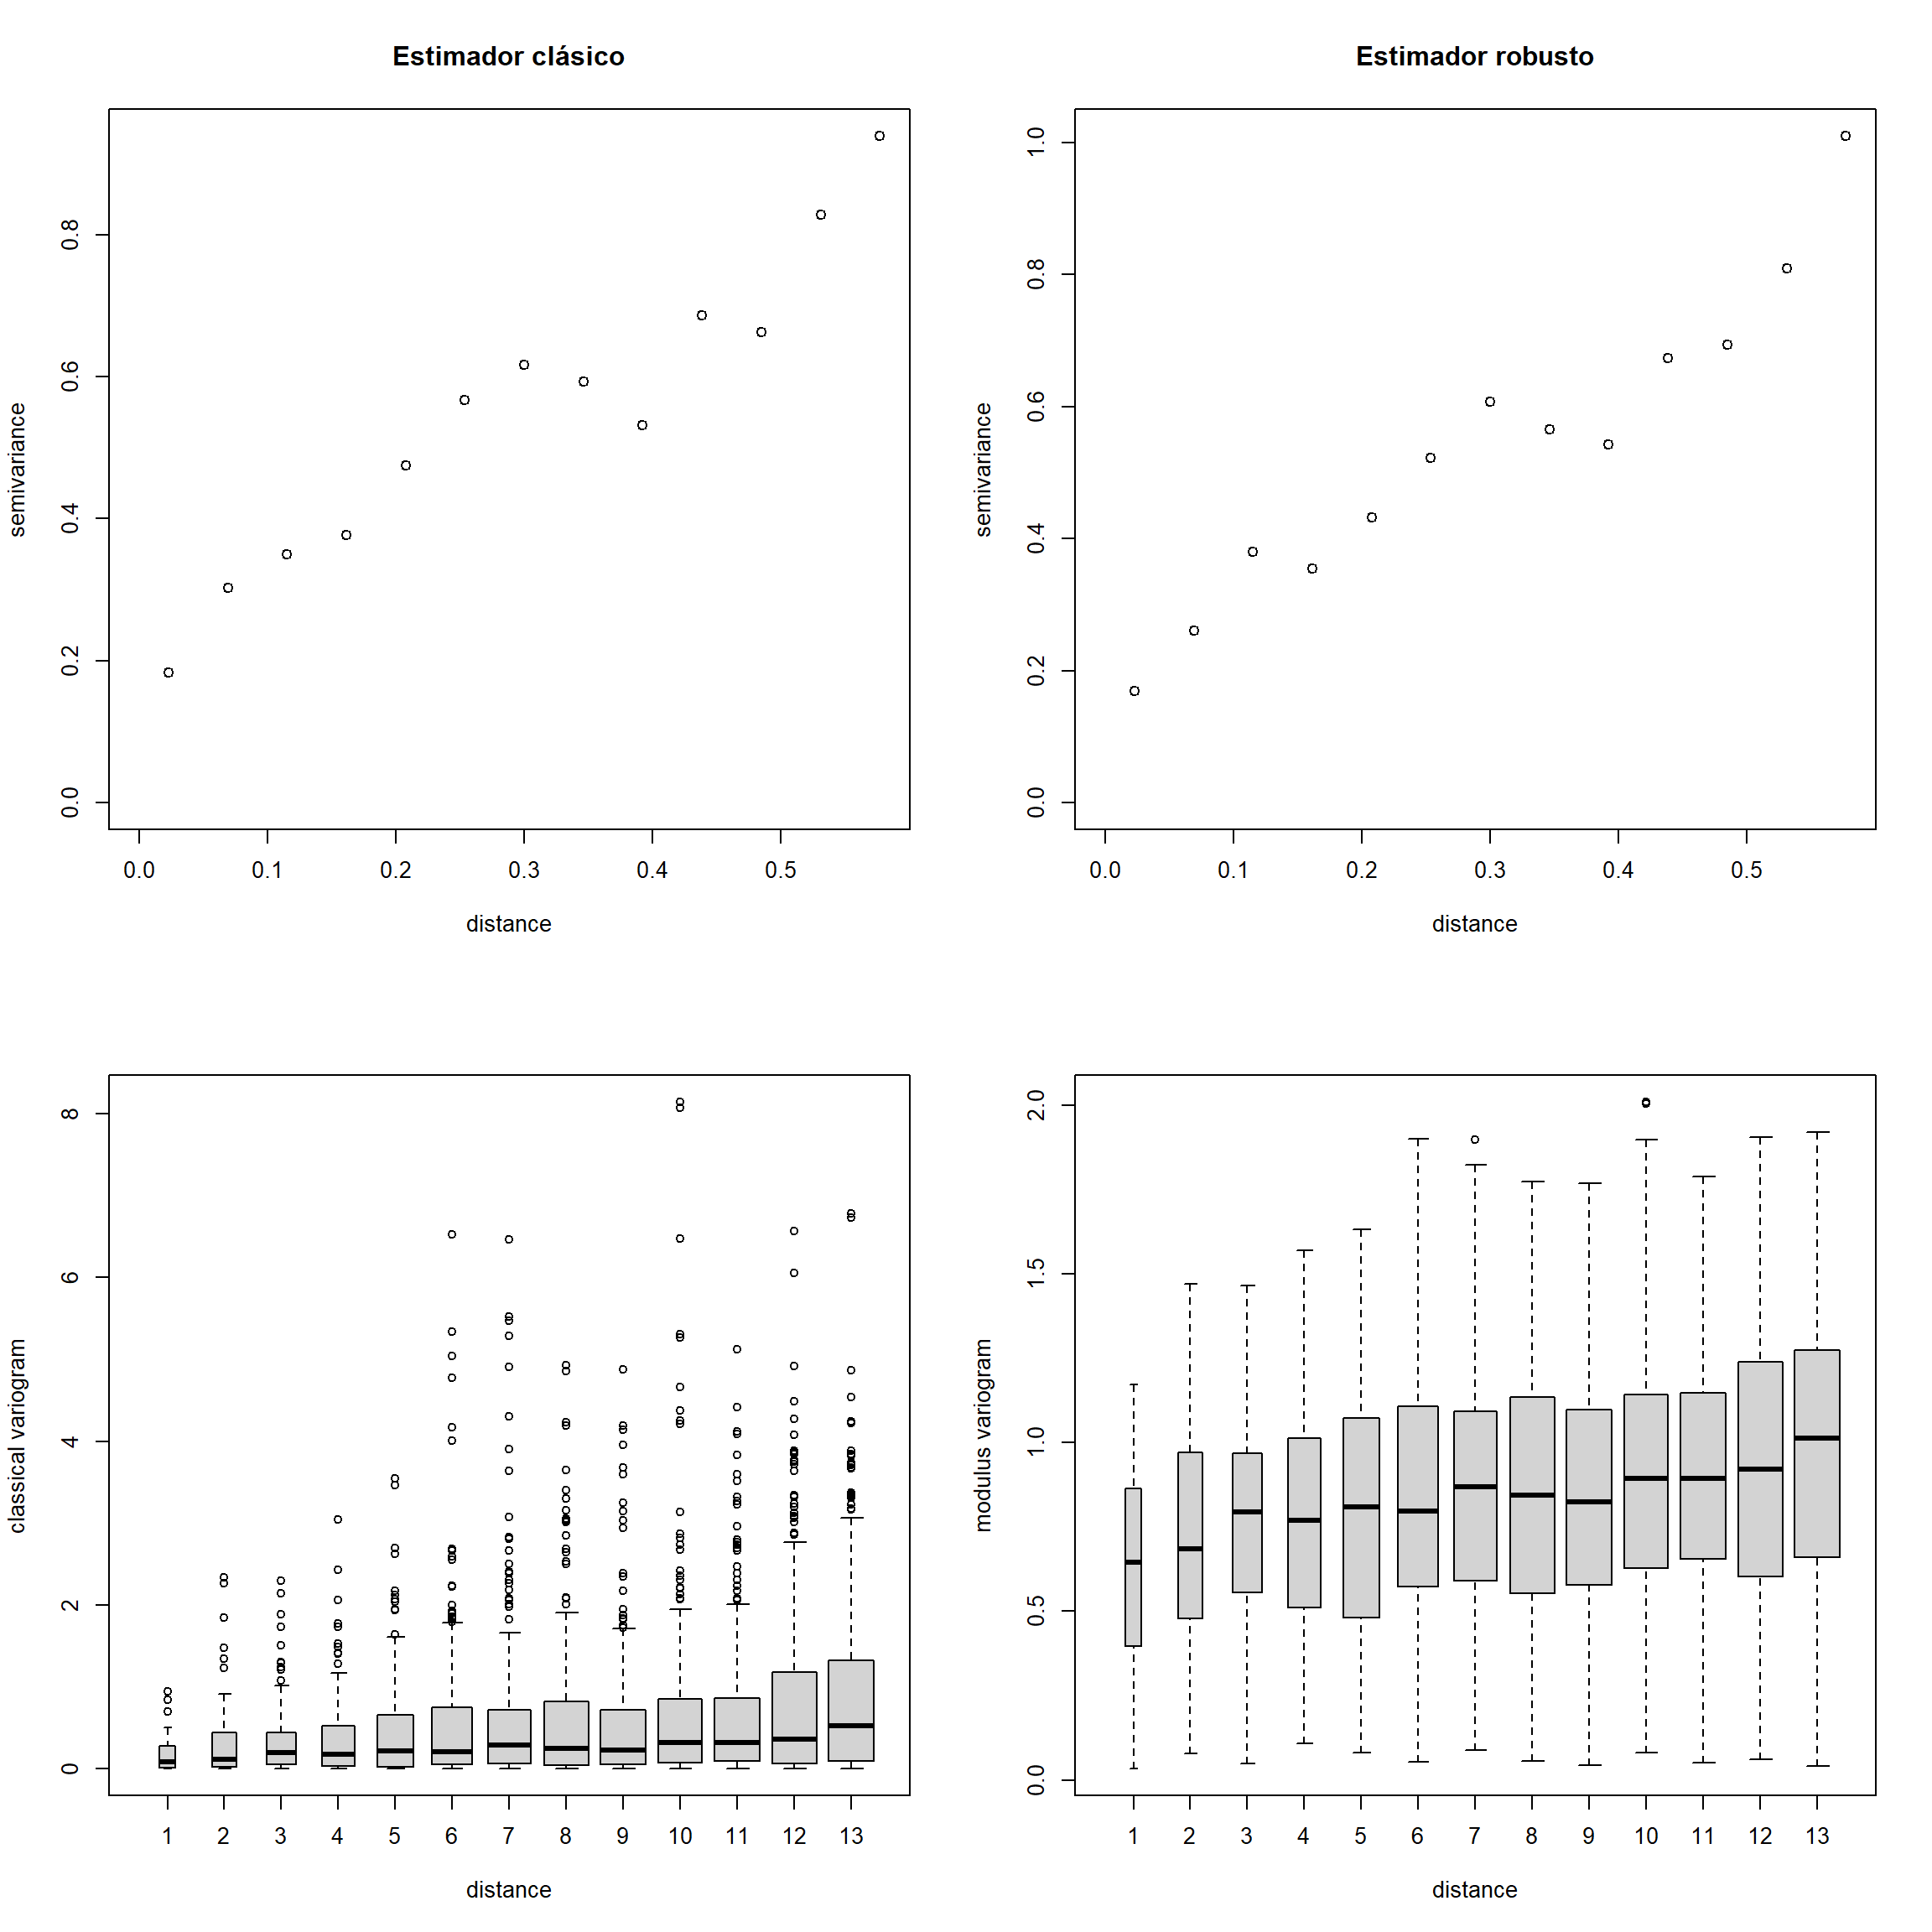 Estimador clásico
semivariance
0.0 0.2 0.4 0.6 0.8
0.0 0.1 0.2 0.3 0.4 0.5
distance
Estimador robusto
semivariance
0.0 0.2 0.4 0.6 0.8 1.0
0.0 0.1 0.2 0.3 0.4 0.5
distance
classical variogram
0 2 4 6 8
1 2 3 4 5 6 7 8 9 10 11 12 13
distance
modulus variogram
0.0 0.5 1.0 1.5 2.0
1 2 3 4 5 6 7 8 9 10 11 12 13
distance